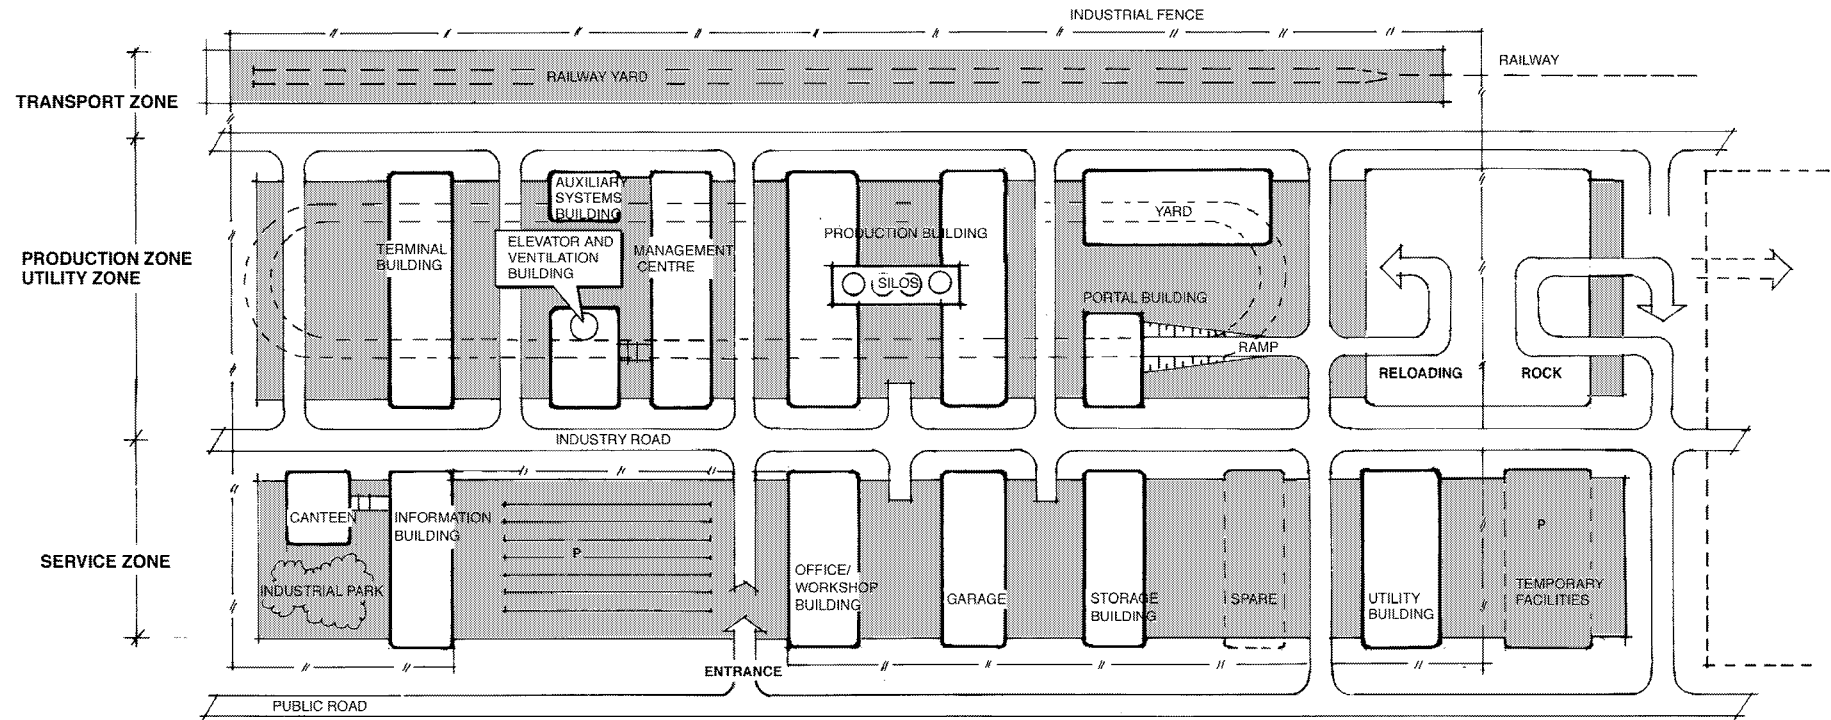 INDUSTRIAL FENCE
RAILWAY YARD
RAILWAY
TRANSPORT ZONE
AUXILIARY
SYSTEMS
BUILDING
YARD
PRODUCTION BUILDING
ELEVATOR AND
VENTILATION
BUILDING
TERMINAL
BUILDING
MANAGEMENT
CENTRE
PRODUCTION ZONE
UTILITY ZONE
SILOS
PORTAL BUILDING
RAMP
RELOADING
ROCK
INDUSTRY ROAD
CANTEEN
INFORMATION
BUILDING
P
P
SERVICE ZONE
INDUSTRIAL PARK
OFFICE/
WORKSHOP
BUILDING
GARAGE
STORAGE
BUILDING
SPARE
UTILITY
BUILDING
TEMPORARY
FACILITIES
ENTRANCE
PUBLIC ROAD